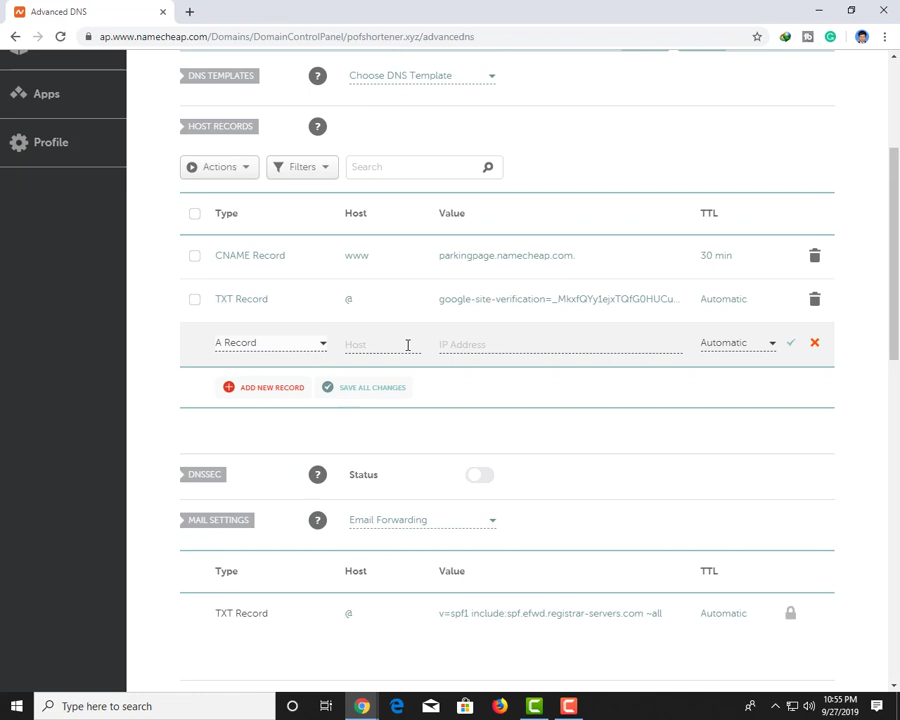 Advanced DNS
ap.www.namecheap.com/Domains/DomainControlPanel/pofshortener.xyz/advancedns
Apps
Profile
DNS TEMPLATES ? Choose DNS Template
HOST RECORDS ?
Actions Filters Search
Type Host Value TTL
CNAME Record www parkingpage.namecheap.com. 30 min
TXT Record @ google-site-verification=_MkxfQYy1ejxTQfG0HUCu... Automatic
A Record Host IP Address Automatic
ADD NEW RECORD SAVE ALL CHANGES
DNSSEC ? Status
MAIL SETTINGS ? Email Forwarding
Type Host Value TTL
TXT Record @ v=spf1 include:spf.efwd.registrar-servers.com ~all Automatic
Type here to search
10:55 PM
9/27/2019